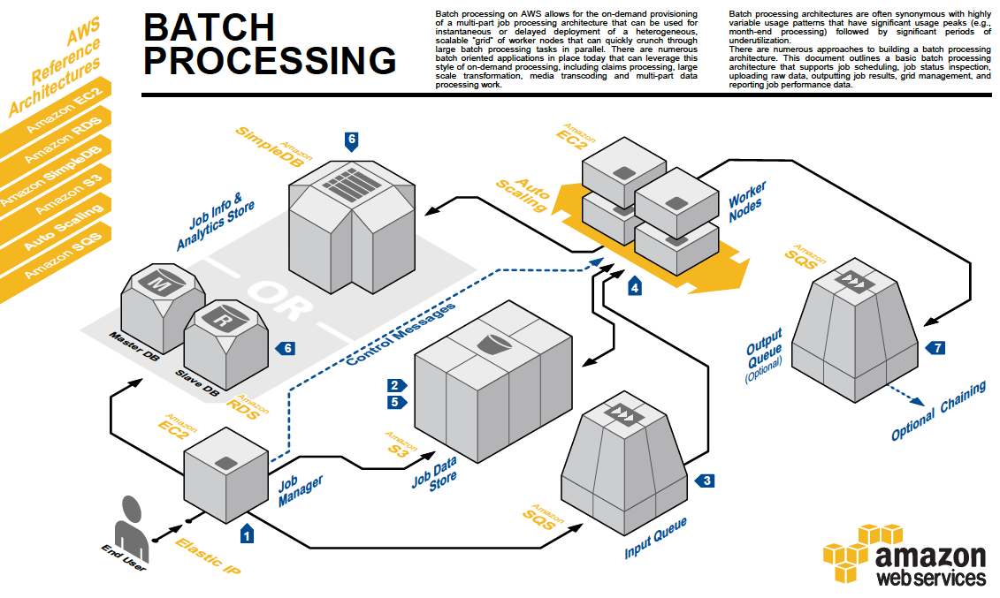 AWS
Reference
Architectures
Amazon EC2
Amazon RDS
Amazon SimpleDB
Amazon S3
Auto Scaling
Amazon SQS
BATCH
PROCESSING
Batch processing on AWS allows for the on-demand provisioning
of a multi-part job processing architecture that can be used for
instantaneous or delayed deployment of a heterogeneous,
scalable “grid” of worker nodes that can quickly crunch through
large batch processing tasks in parallel. There are numerous
batch oriented applications in place today that can leverage this
style of on-demand processing, including claims processing, large
scale transformation, media transcoding and multi-part data
processing work.
Batch processing architectures are often synonymous with highly
variable usage patterns that have significant usage peaks (e.g.,
month-end processing) followed by significant periods of
underutilization.
There are numerous approaches to building a batch processing
architecture. This document outlines a basic batch processing
architecture that supports job scheduling, job status inspection,
uploading raw data, outputting job results, grid management, and
reporting job performance data.
Amazon
SimpleDB
6
Job Info &
Analytics Store
Amazon
EC2
Auto
Scaling
Worker
Nodes
4
Amazon
SQS
Output
Queue
(Optional)
7
Optional Chaining
OR
M
Master DB
R
Slave DB
6
Amazon
RDS
Control Messages
2
5
Amazon
S3
Job Data
Store
Amazon
EC2
Job
Manager
1
End User
Elastic IP
Amazon
SQS
3
Input Queue
amazon
web services